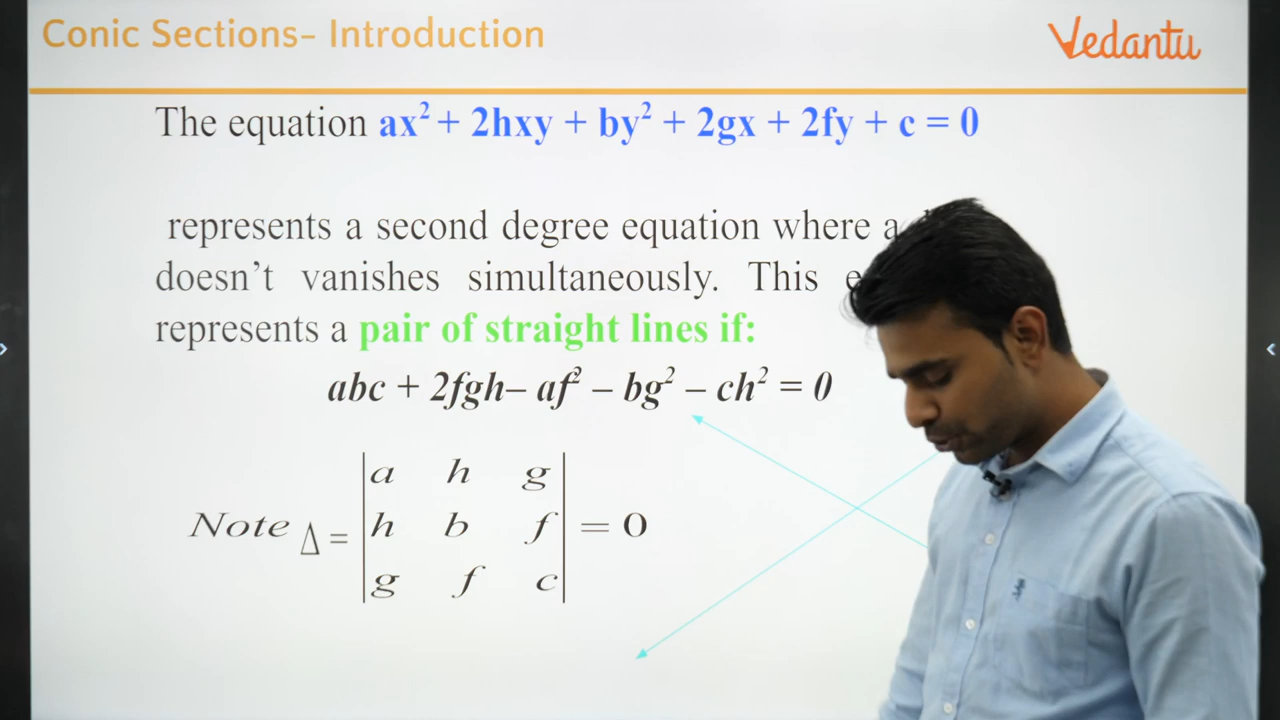 Conic Sections– Introduction
Vedantu
The equation ax² + 2hxy + by² + 2gx + 2fy + c = 0
represents a second degree equation where a
doesn't vanishes simultaneously. This
represents a pair of straight lines if:
abc + 2fgh– af² – bg² – ch² = 0
a h g
Note Δ = h b f = 0
g f c